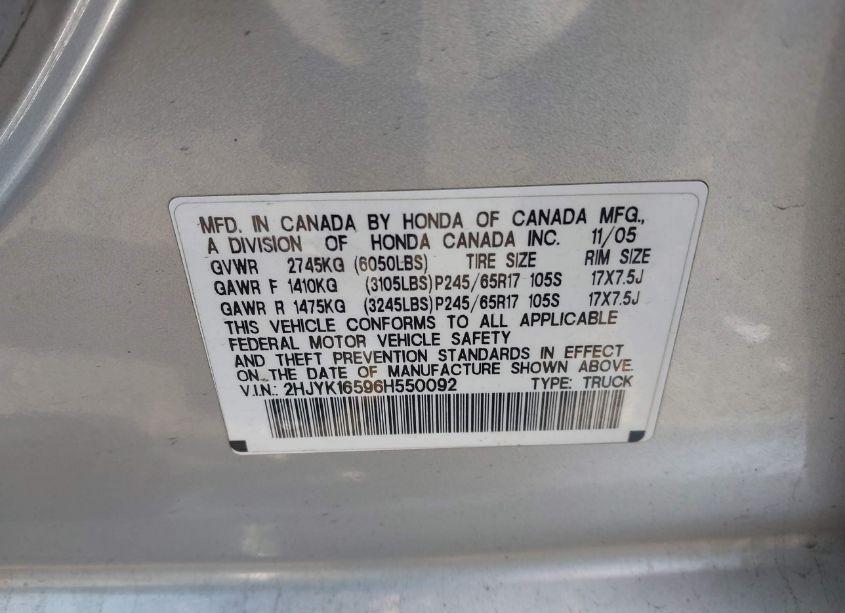 MFD. IN CANADA BY HONDA OF CANADA MFG.,
A DIVISION OF HONDA CANADA INC. 11/05
GVWR 2745KG (6050LBS) TIRE SIZE RIM SIZE
GAWR F 1410KG (3105LBS) P245/65R17 105S 17X7.5J
GAWR R 1475KG (3245LBS) P245/65R17 105S 17X7.5J
THIS VEHICLE CONFORMS TO ALL APPLICABLE
FEDERAL MOTOR VEHICLE SAFETY
AND THEFT PREVENTION STANDARDS IN EFFECT
ON THE DATE OF MANUFACTURE SHOWN ABOVE.
V.I.N.: 2HJYK16596H550092 TYPE: TRUCK